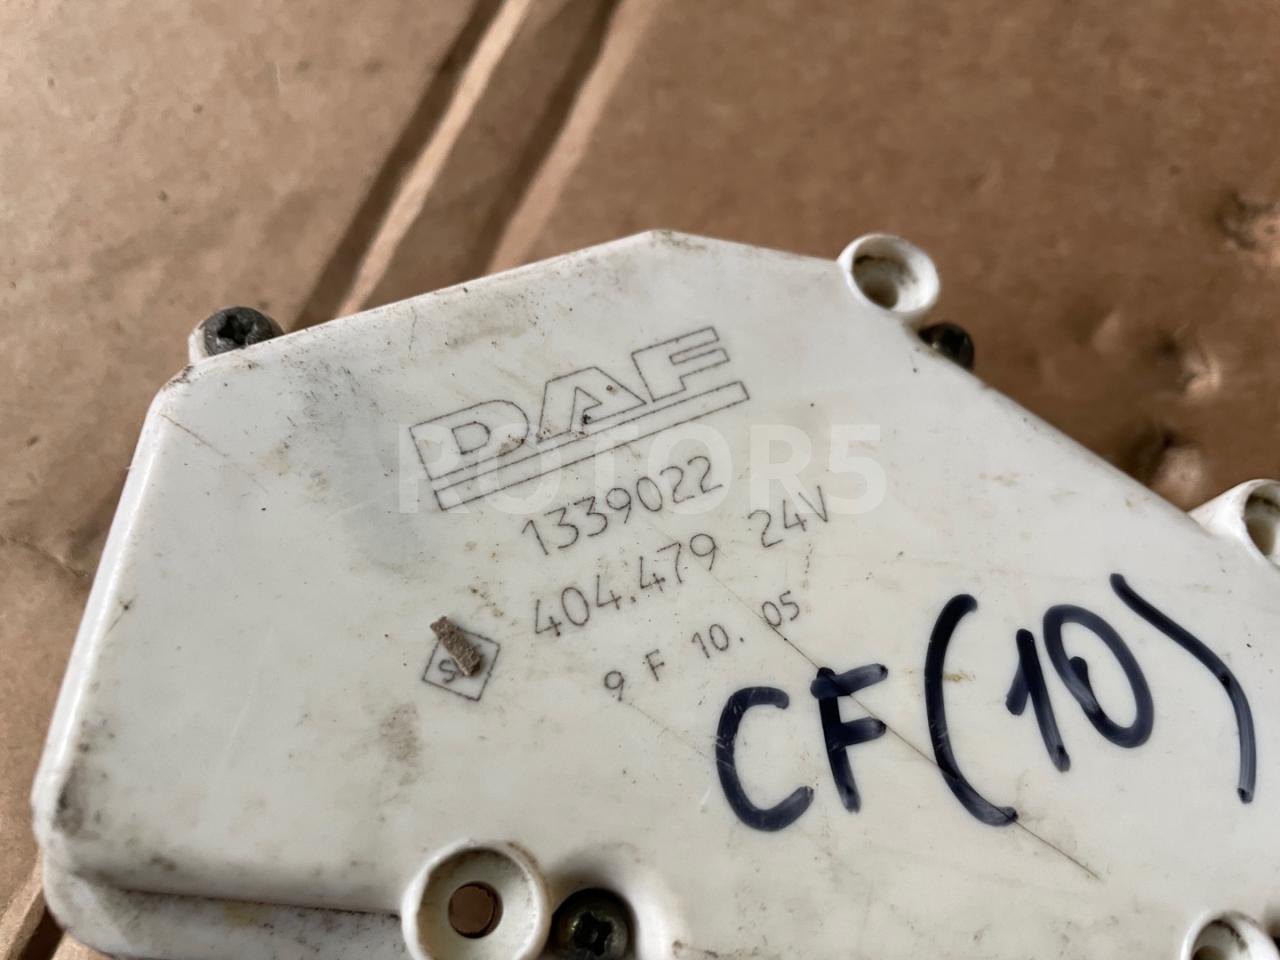 DAF
ROTOR5
1339022
404.479 24V
9 F 10. 05
CF (10)